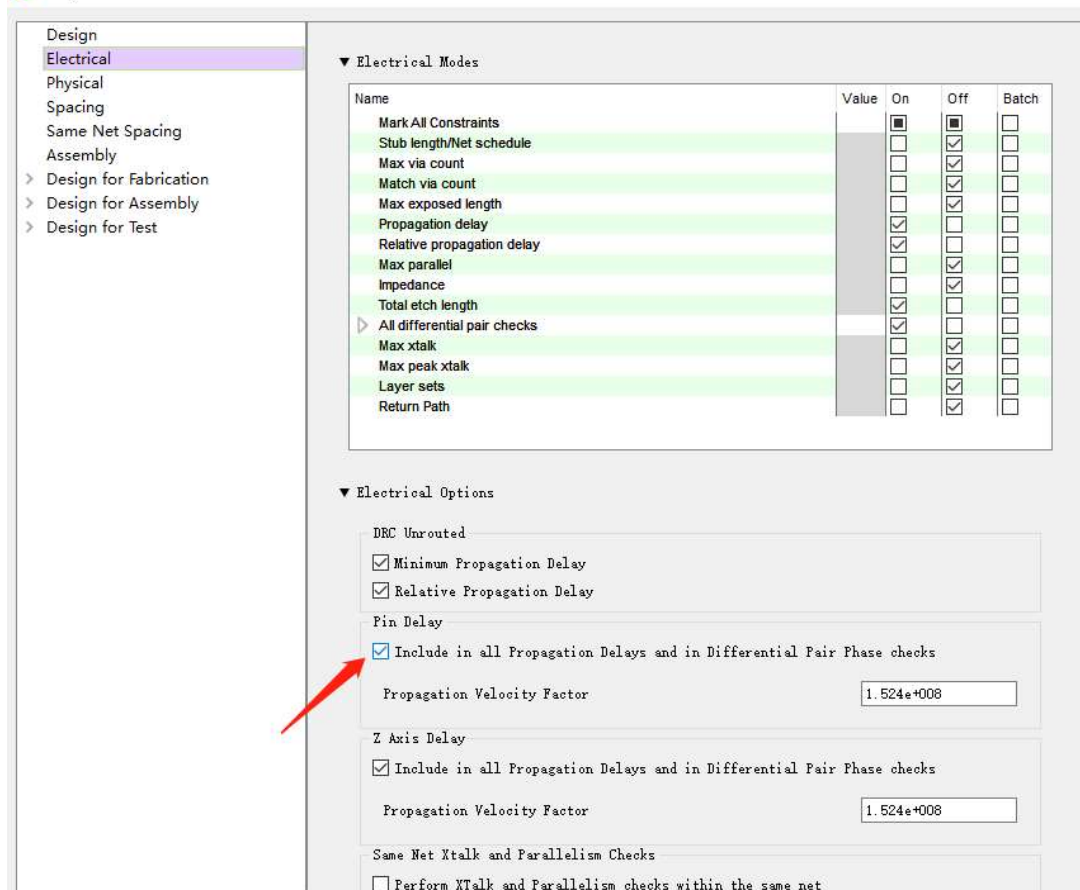 Design
Electrical
Physical
Spacing
Same Net Spacing
Assembly
Design for Fabrication
Design for Assembly
Design for Test
Electrical Modes
Name Value On Off Batch
Mark All Constraints
Stub length/Net schedule
Max via count
Match via count
Max exposed length
Propagation delay
Relative propagation delay
Max parallel
Impedance
Total etch length
All differential pair checks
Max xtalk
Max peak xtalk
Layer sets
Return Path
Electrical Options
DRC Unrouted
Minimum Propagation Delay
Relative Propagation Delay
Pin Delay
Include in all Propagation Delays and in Differential Pair Phase checks
Propagation Velocity Factor 1.524e+008
Z Axis Delay
Include in all Propagation Delays and in Differential Pair Phase checks
Propagation Velocity Factor 1.524e+008
Same Net Xtalk and Parallelism Checks
Perform XTalk and Parallelism checks within the same net